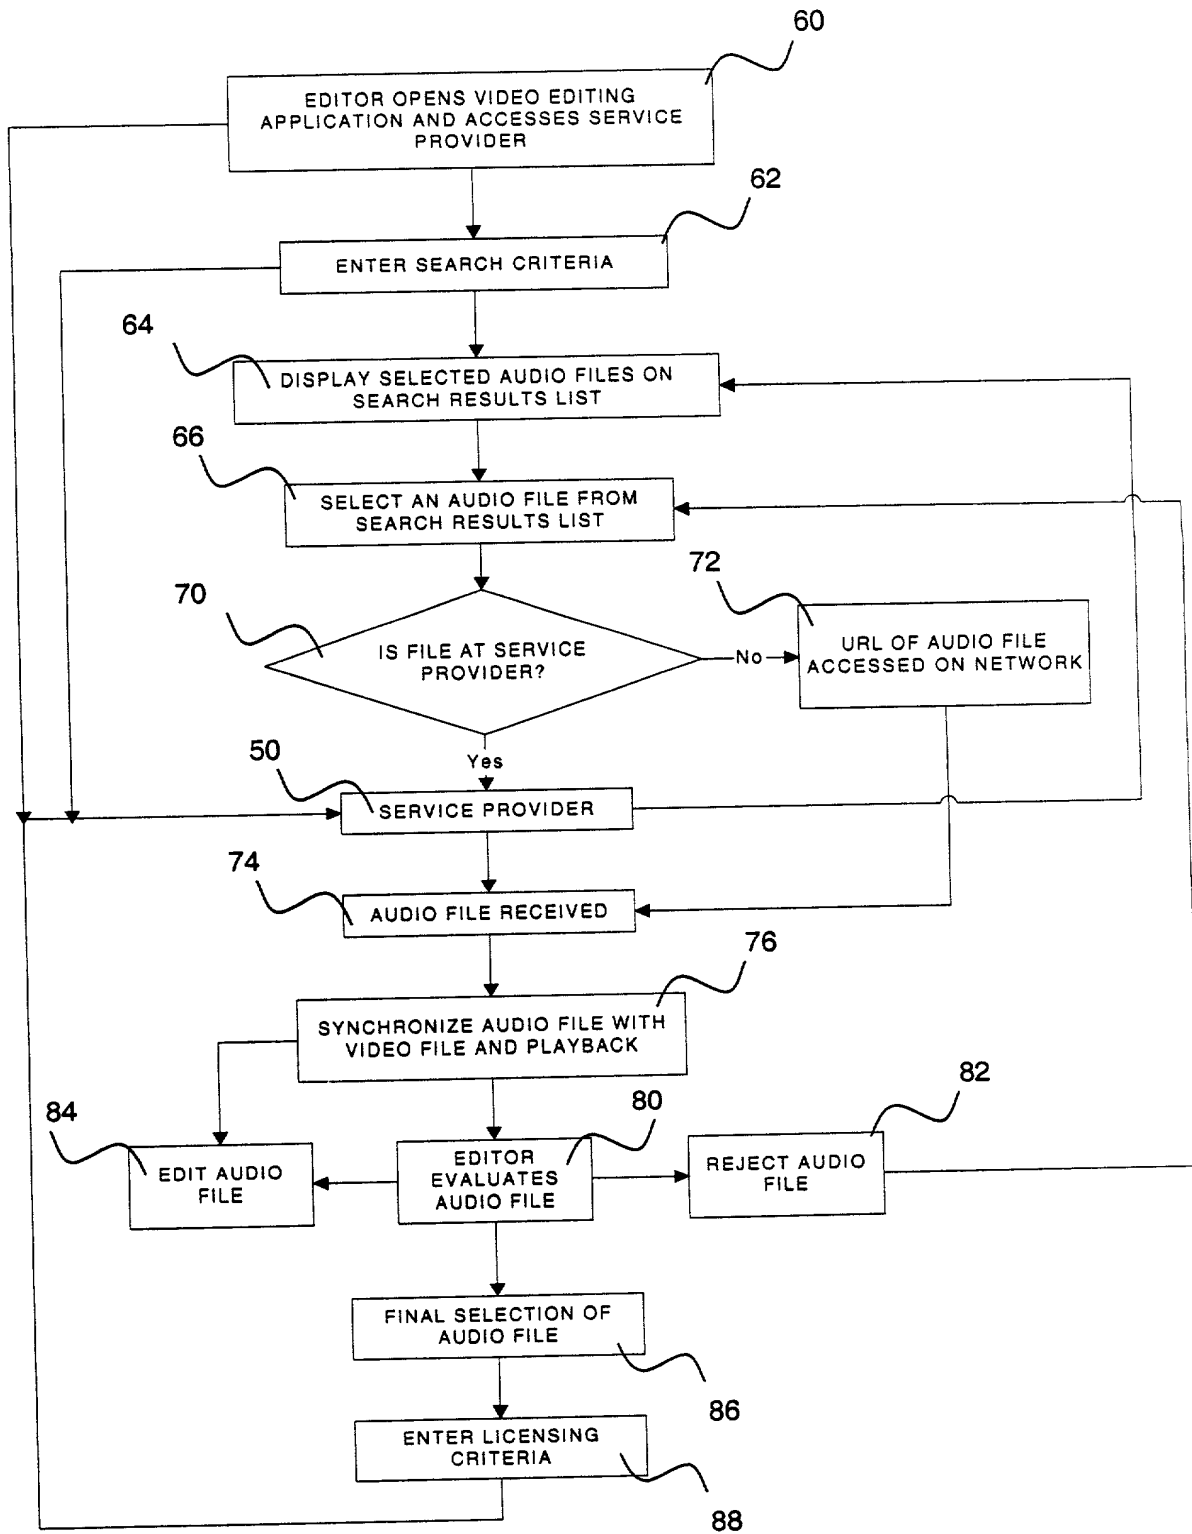 60
EDITOR OPENS VIDEO EDITING
APPLICATION AND ACCESSES SERVICE
PROVIDER
62
ENTER SEARCH CRITERIA
64
DISPLAY SELECTED AUDIO FILES ON
SEARCH RESULTS LIST
66
SELECT AN AUDIO FILE FROM
SEARCH RESULTS LIST
70
IS FILE AT SERVICE
PROVIDER?
No
72
URL OF AUDIO FILE
ACCESSED ON NETWORK
Yes
50
SERVICE PROVIDER
74
AUDIO FILE RECEIVED
76
SYNCHRONIZE AUDIO FILE WITH
VIDEO FILE AND PLAYBACK
84
EDIT AUDIO
FILE
80
EDITOR
EVALUATES
AUDIO FILE
82
REJECT AUDIO
FILE
FINAL SELECTION OF
AUDIO FILE
86
ENTER LICENSING
CRITERIA
88